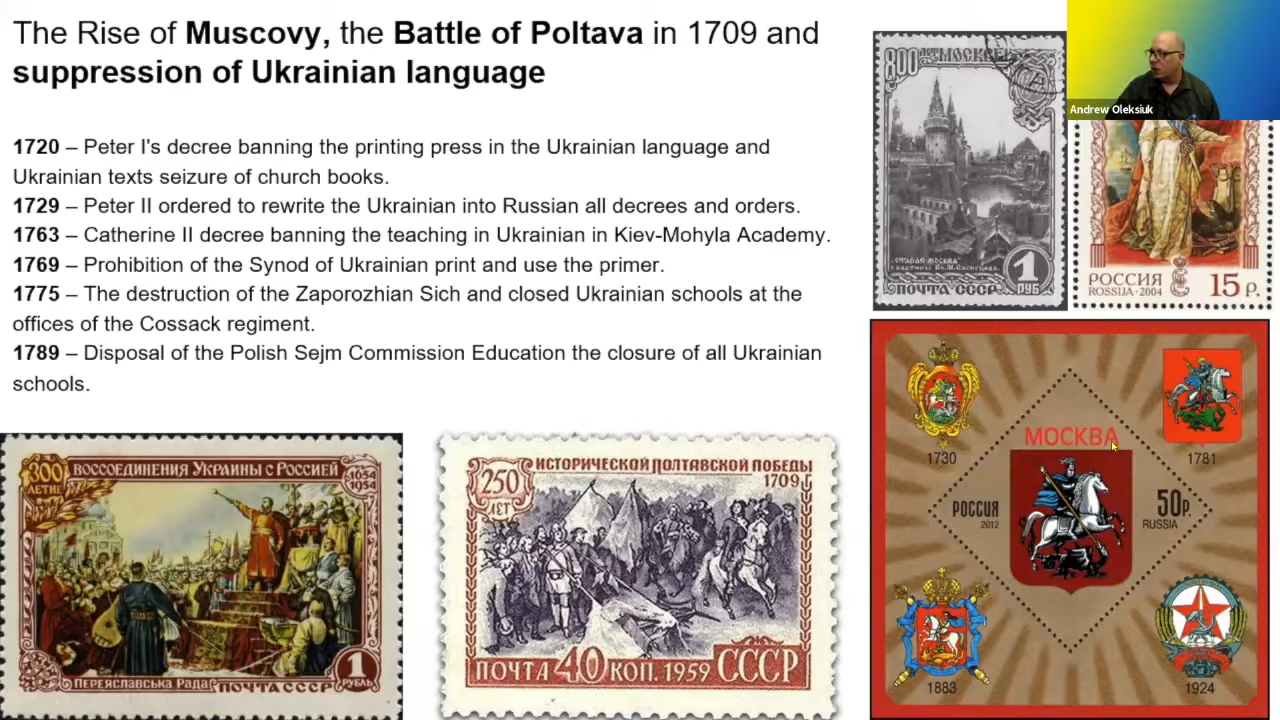 The Rise of Muscovy, the Battle of Poltava in 1709 and
suppression of Ukrainian language
1720 – Peter I's decree banning the printing press in the Ukrainian language and
Ukrainian texts seizure of church books.
1729 – Peter II ordered to rewrite the Ukrainian into Russian all decrees and orders.
1763 – Catherine II decree banning the teaching in Ukrainian in Kiev-Mohyla Academy.
1769 – Prohibition of the Synod of Ukrainian print and use the primer.
1775 – The destruction of the Zaporozhian Sich and closed Ukrainian schools at the
offices of the Cossack regiment.
1789 – Disposal of the Polish Sejm Commission Education the closure of all Ukrainian
schools.
300
ЛЕТИЕ
ВОССОЕДИНЕНИЯ УКРАИНЫ С РОССИЕЙ
1654
1954
ПЕРЕЯСЛАВСЬКА РАДА
ПОЧТА СССР
1
РУБЛЬ
250
ЛЕТ
ИСТОРИЧЕСКОЙ ПОЛТАВСКОЙ ПОБЕДЫ
1709 г.
ПОЧТА 40 КОП. 1959 СССР
800 ЛЕТ МОСКВЕ
СТАРАЯ МОСКВА
1
РУБ
ПОЧТА СССР
Andrew Oleksiuk
РОССИЯ
ROSSIJA · 2004
15 Р.
1730
1781
МОСКВА
РОССИЯ
2012
50 Р.
RUSSIA
1883
1924